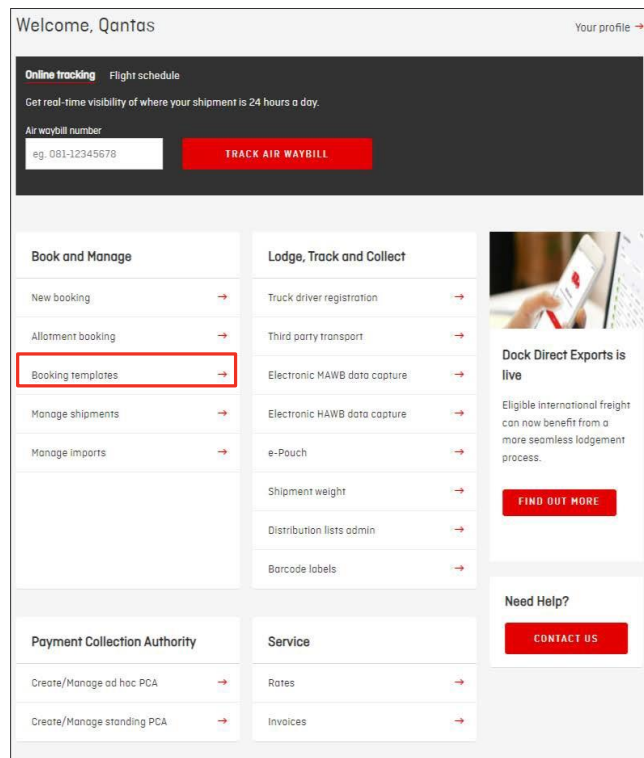 Welcome, Qantas
Your profile →
Online tracking Flight schedule
Get real-time visibility of where your shipment is 24 hours a day.
Air waybill number
eg. 081-12345678
TRACK AIR WAYBILL
Book and Manage
New booking →
Allotment booking →
Booking templates →
Manage shipments →
Manage imports →
Lodge, Track and Collect
Truck driver registration →
Third party transport →
Electronic MAWB data capture →
Electronic HAWB data capture →
e-Pouch →
Shipment weight →
Distribution lists admin →
Barcode labels →
Dock Direct Exports is
live
Eligible international freight
can now benefit from a
more seamless lodgement
process.
FIND OUT MORE
Need Help?
CONTACT US
Payment Collection Authority
Create/Manage ad hoc PCA →
Create/Manage standing PCA →
Service
Rates →
Invoices →